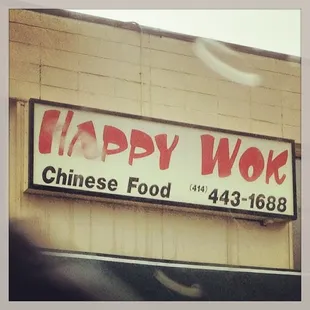 HAPPY WOK
Chinese Food (414) 443-1688